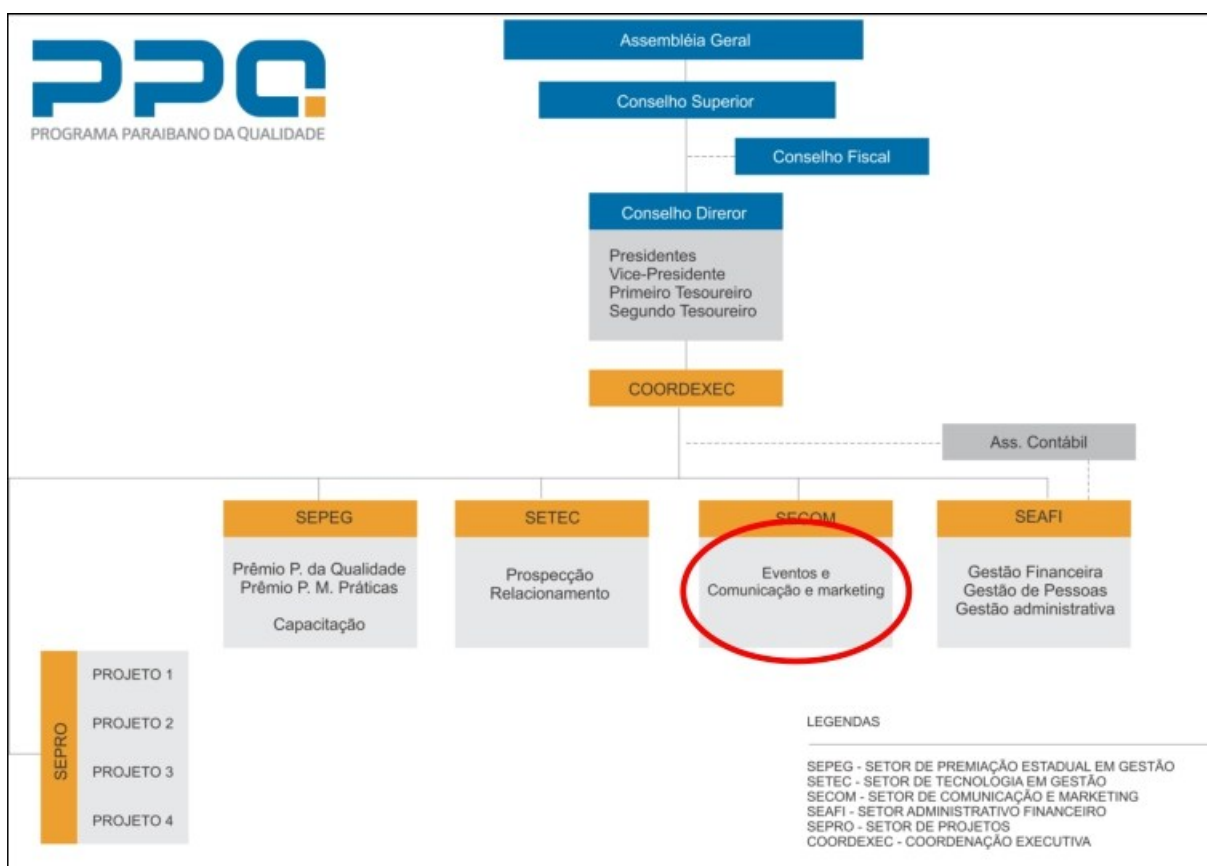 PPQ
PROGRAMA PARAIBANO DA QUALIDADE
Assembléia Geral
Conselho Superior
Conselho Fiscal
Conselho Direror
Presidentes
Vice-Presidente
Primeiro Tesoureiro
Segundo Tesoureiro
COORDEXEC
Ass. Contábil
SEPEG
Prêmio P. da Qualidade
Prêmio P. M. Práticas
Capacitação
SETEC
Prospecção
Relacionamento
SECOM
Eventos e
Comunicação e marketing
SEAFI
Gestão Financeira
Gestão de Pessoas
Gestão administrativa
SEPRO
PROJETO 1
PROJETO 2
PROJETO 3
PROJETO 4
LEGENDAS
SEPEG - SETOR DE PREMIAÇÃO ESTADUAL EM GESTÃO
SETEC - SETOR DE TECNOLOGIA EM GESTÃO
SECOM - SETOR DE COMUNICAÇÃO E MARKETING
SEAFI - SETOR ADMINISTRATIVO FINANCEIRO
SEPRO - SETOR DE PROJETOS
COORDEXEC - COORDENAÇÃO EXECUTIVA